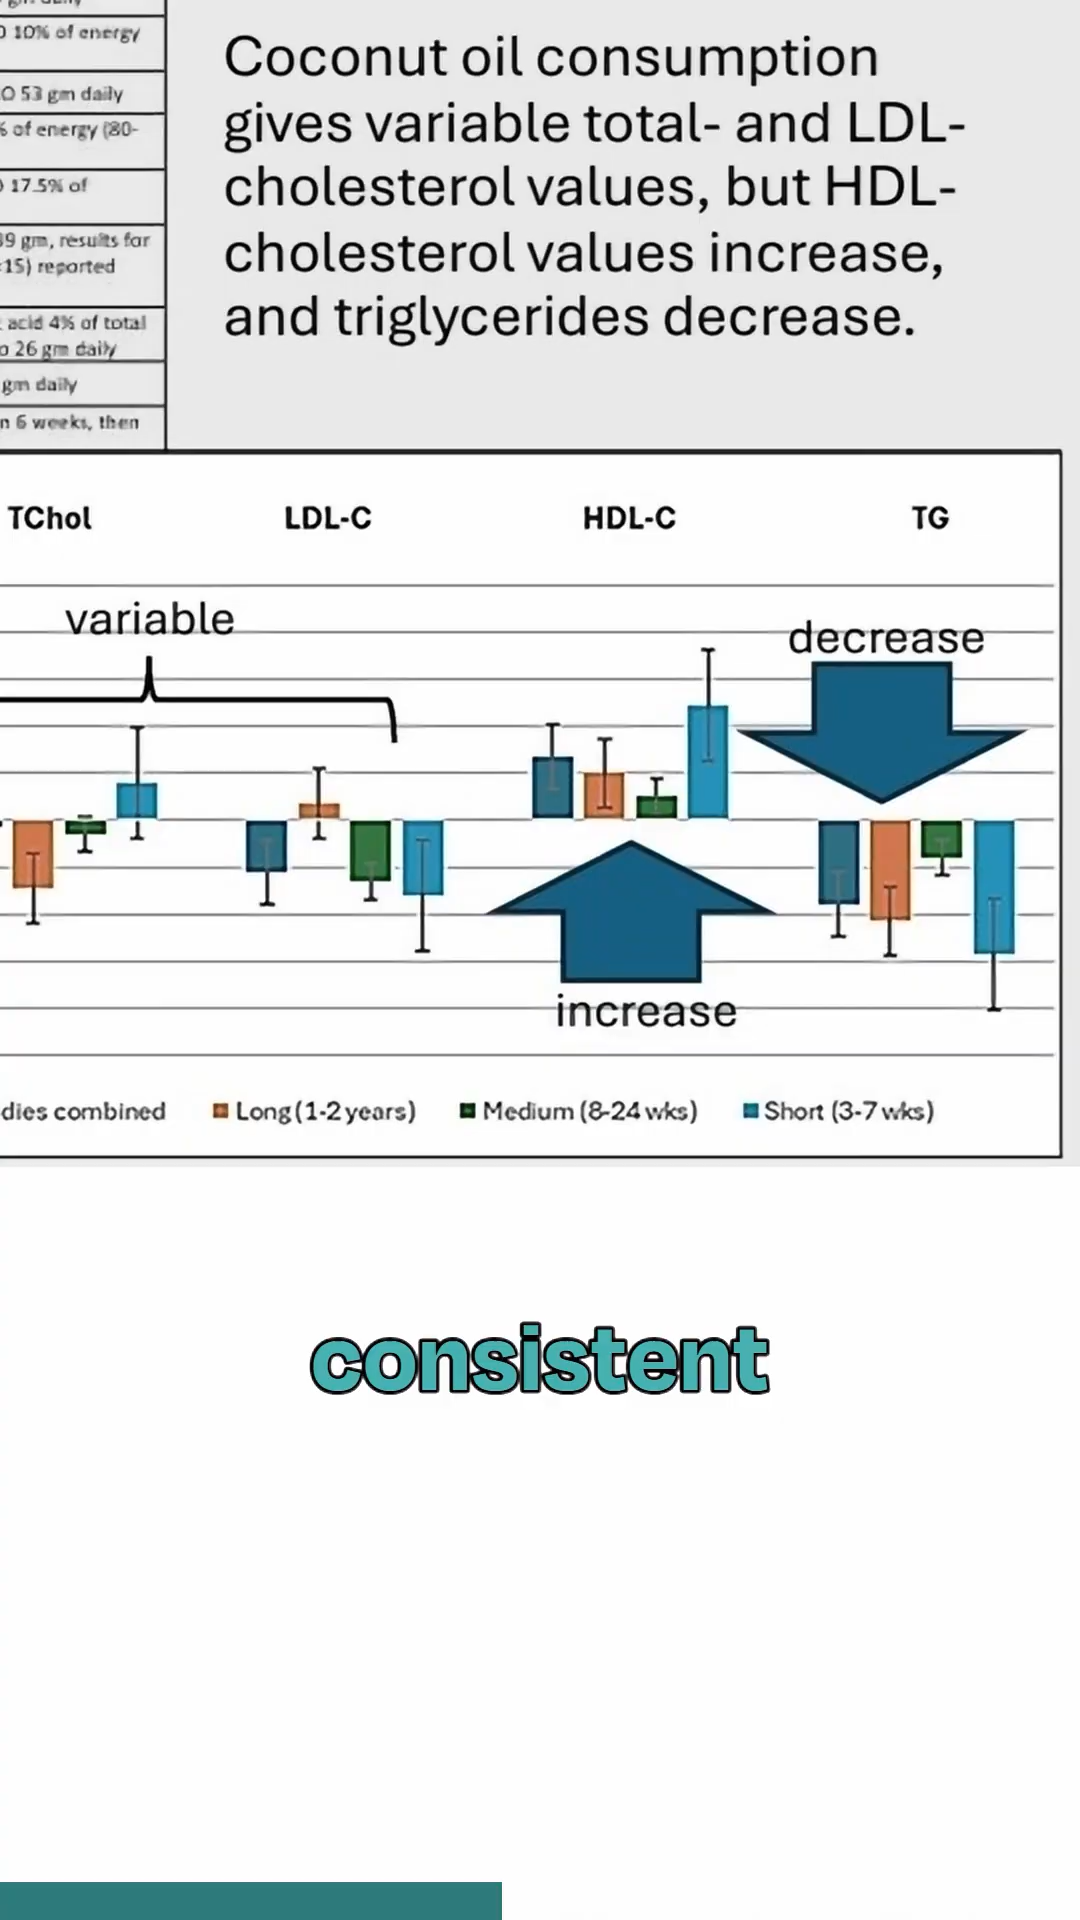 10% of energy
O 53 gm daily
% of energy (80-
17.5% of
39 gm, results for
15) reported
acid 4% of total
o 26 gm daily
gm daily
n 6 weeks, then
Coconut oil consumption
gives variable total- and LDL-
cholesterol values, but HDL-
cholesterol values increase,
and triglycerides decrease.
TChol LDL-C HDL-C TG
variable
decrease
increase
dies combined Long (1-2 years) Medium (8-24 wks) Short (3-7 wks)
consistent